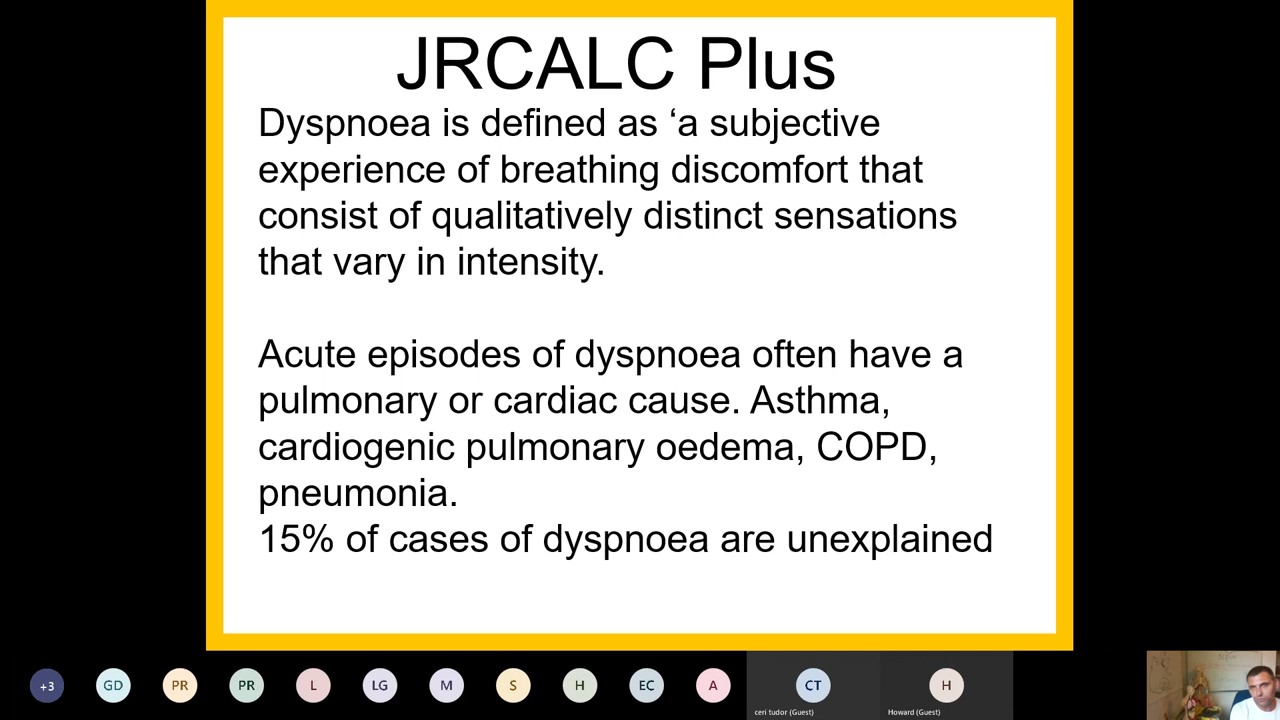 JRCALC Plus
Dyspnoea is defined as ‘a subjective
experience of breathing discomfort that
consist of qualitatively distinct sensations
that vary in intensity.
Acute episodes of dyspnoea often have a
pulmonary or cardiac cause. Asthma,
cardiogenic pulmonary oedema, COPD,
pneumonia.
15% of cases of dyspnoea are unexplained
+3 GD PR PR L LG M S H EC A CT H
ceri tudor (Guest) Howard (Guest)